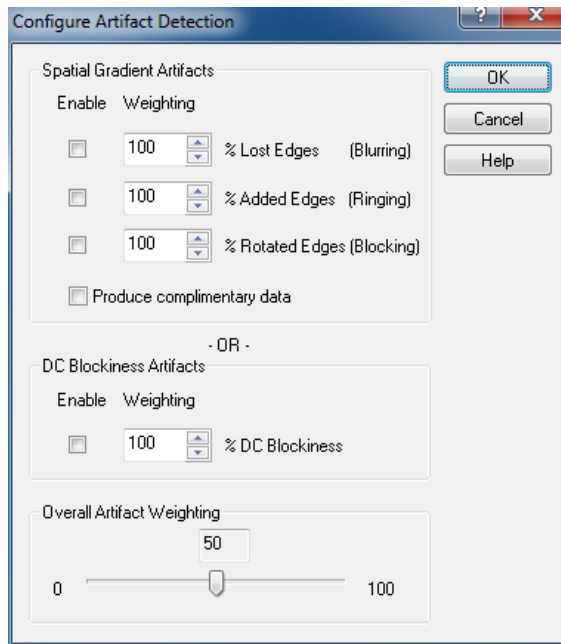 Configure Artifact Detection
?
X
Spatial Gradient Artifacts
Enable Weighting
100 % Lost Edges (Blurring)
100 % Added Edges (Ringing)
100 % Rotated Edges (Blocking)
Produce complimentary data
OK
Cancel
Help
- OR -
DC Blockiness Artifacts
Enable Weighting
100 % DC Blockiness
Overall Artifact Weighting
50
0 100